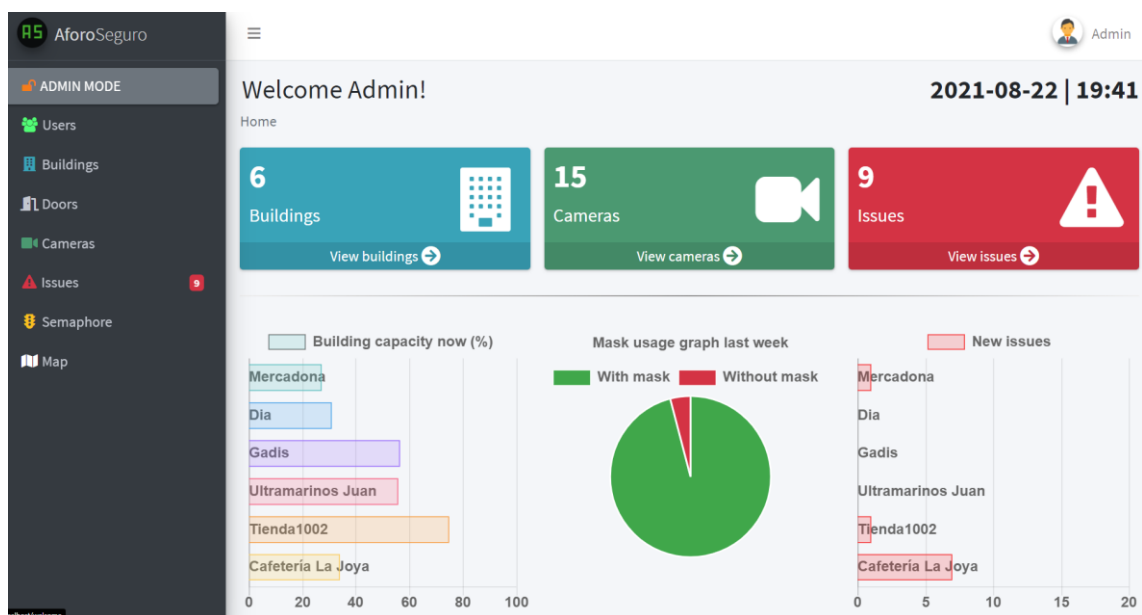 AS AforoSeguro
Admin
ADMIN MODE
Users
Buildings
Doors
Cameras
Issues 9
Semaphore
Map
Welcome Admin!
2021-08-22 | 19:41
Home
6
Buildings
View buildings
15
Cameras
View cameras
9
Issues
View issues
Building capacity now (%)
Mercadona
Dia
Gadis
Ultramarinos Juan
Tienda1002
Cafetería La Joya
0 20 40 60 80 100
Mask usage graph last week
With mask Without mask
New issues
Mercadona
Dia
Gadis
Ultramarinos Juan
Tienda1002
Cafetería La Joya
0 5 10 15 20